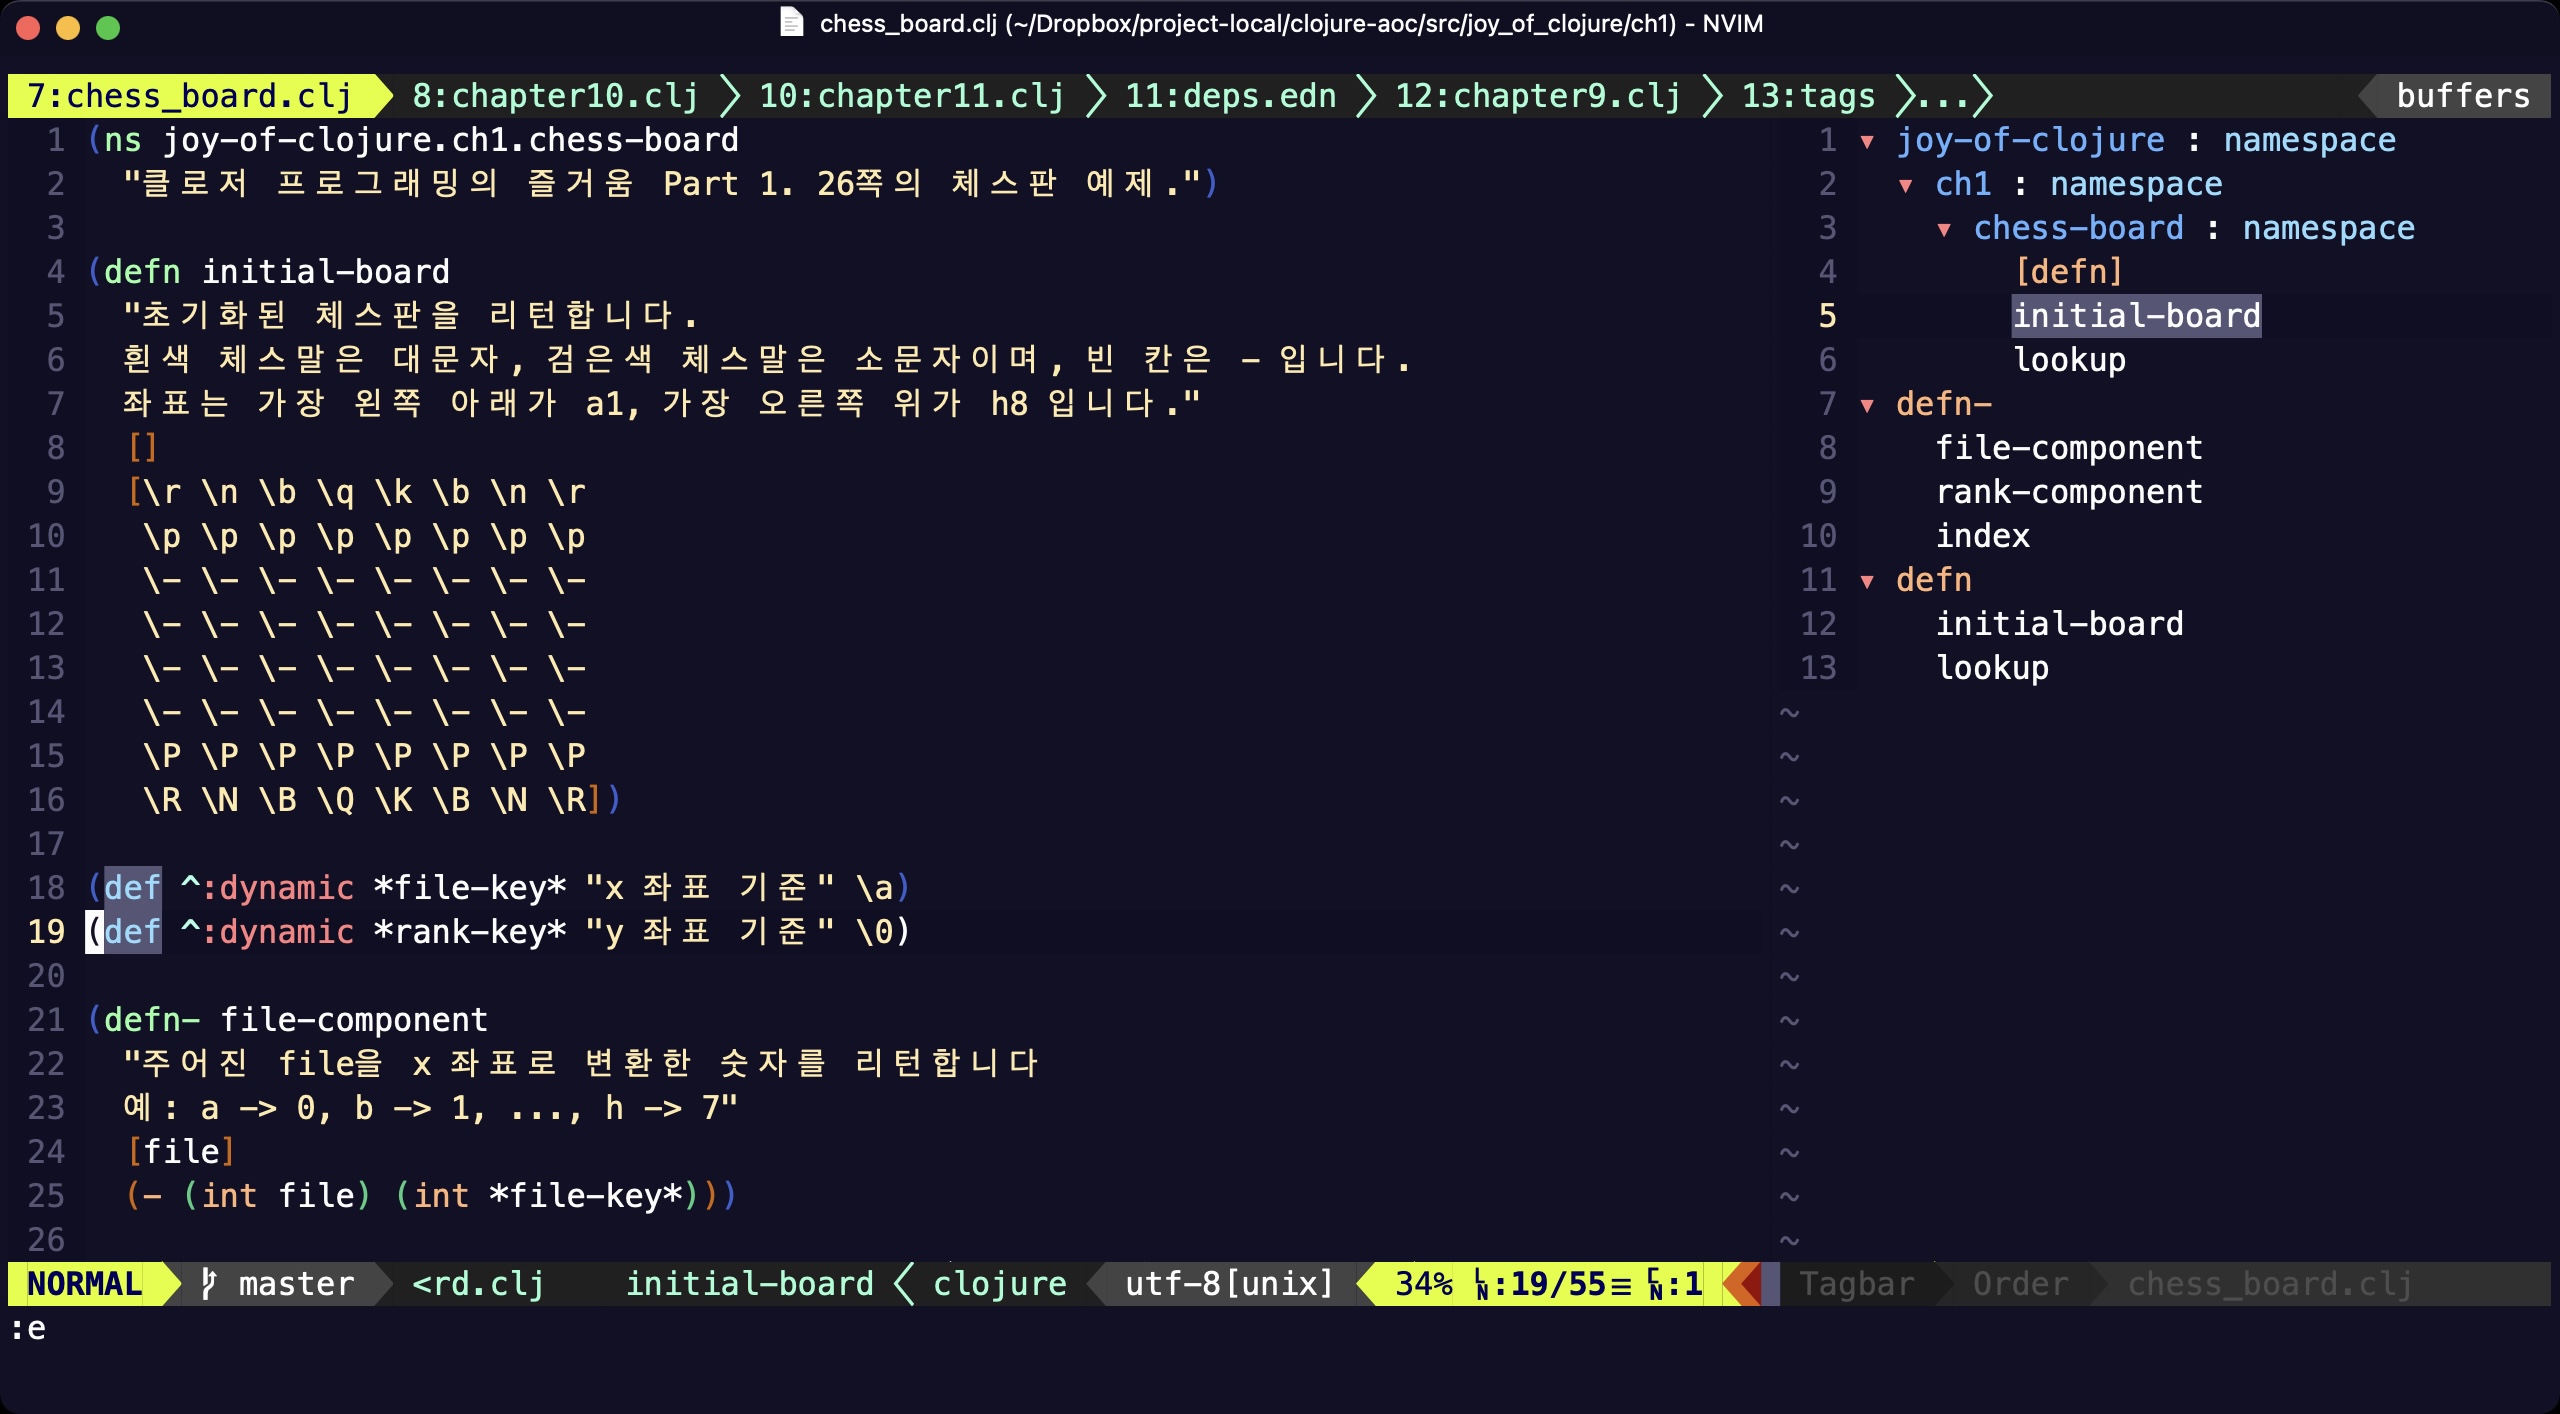 chess_board.clj (~/Dropbox/project-local/clojure-aoc/src/joy_of_clojure/ch1) - NVIM
7:chess_board.clj 8:chapter10.clj 10:chapter11.clj 11:deps.edn 12:chapter9.clj 13:tags ... buffers
1 (ns joy-of-clojure.ch1.chess-board
2 "클로저 프로그래밍의 즐거움 Part 1. 26쪽의 체스판 예제.")
3
4 (defn initial-board
5 "초기화된 체스판을 리턴합니다.
6 흰색 체스말은 대문자, 검은색 체스말은 소문자이며, 빈 칸은 - 입니다.
7 좌표는 가장 왼쪽 아래가 a1, 가장 오른쪽 위가 h8 입니다."
8 []
9 [\r \n \b \q \k \b \n \r
10 \p \p \p \p \p \p \p \p
11 \- \- \- \- \- \- \- \-
12 \- \- \- \- \- \- \- \-
13 \- \- \- \- \- \- \- \-
14 \- \- \- \- \- \- \- \-
15 \P \P \P \P \P \P \P \P
16 \R \N \B \Q \K \B \N \R])
17
18 (def ^:dynamic *file-key* "x 좌표 기준" \a)
19 (def ^:dynamic *rank-key* "y 좌표 기준" \0)
20
21 (defn- file-component
22 "주어진 file을 x 좌표로 변환한 숫자를 리턴합니다
23 예: a -> 0, b -> 1, ..., h -> 7"
24 [file]
25 (- (int file) (int *file-key*)))
26
1 ▾ joy-of-clojure : namespace
2 ▾ ch1 : namespace
3 ▾ chess-board : namespace
4 [defn]
5 initial-board
6 lookup
7 ▾ defn-
8 file-component
9 rank-component
10 index
11 ▾ defn
12 initial-board
13 lookup
~
~
~
~
~
~
~
~
~
~
~
~
~
NORMAL master <rd.clj initial-board clojure utf-8[unix] 34% LN:19/55≡ CN:1 Tagbar Order chess_board.clj
:e